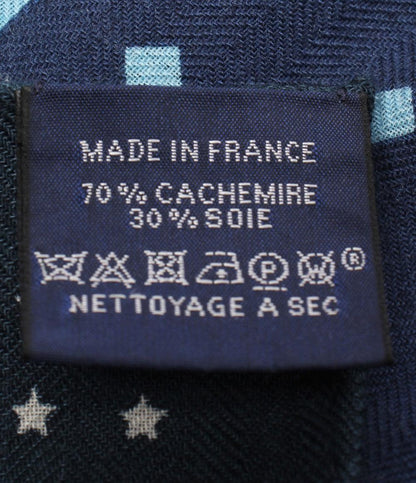 MADE IN FRANCE
70% CACHEMIRE
30% SOIE
P W ®
NETTOYAGE A SEC